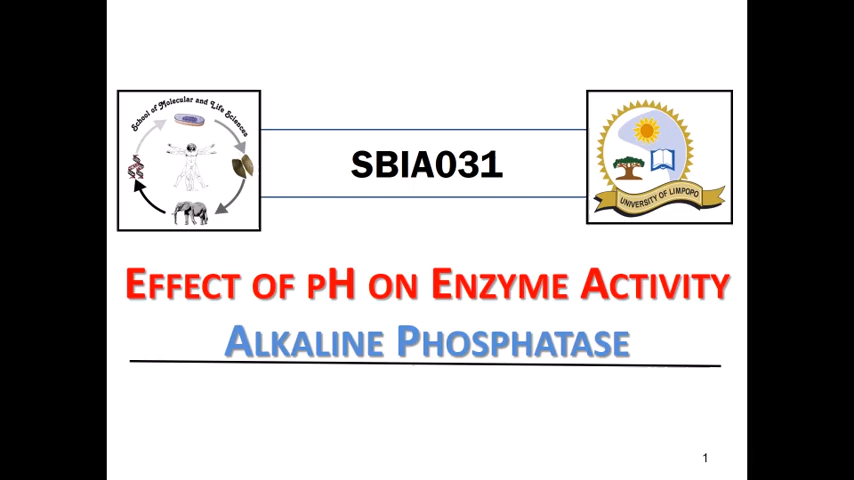 School of Molecular and Life Sciences
SBIA031
UNIVERSITY OF LIMPOPO
EFFECT OF pH ON ENZYME ACTIVITY
ALKALINE PHOSPHATASE
1